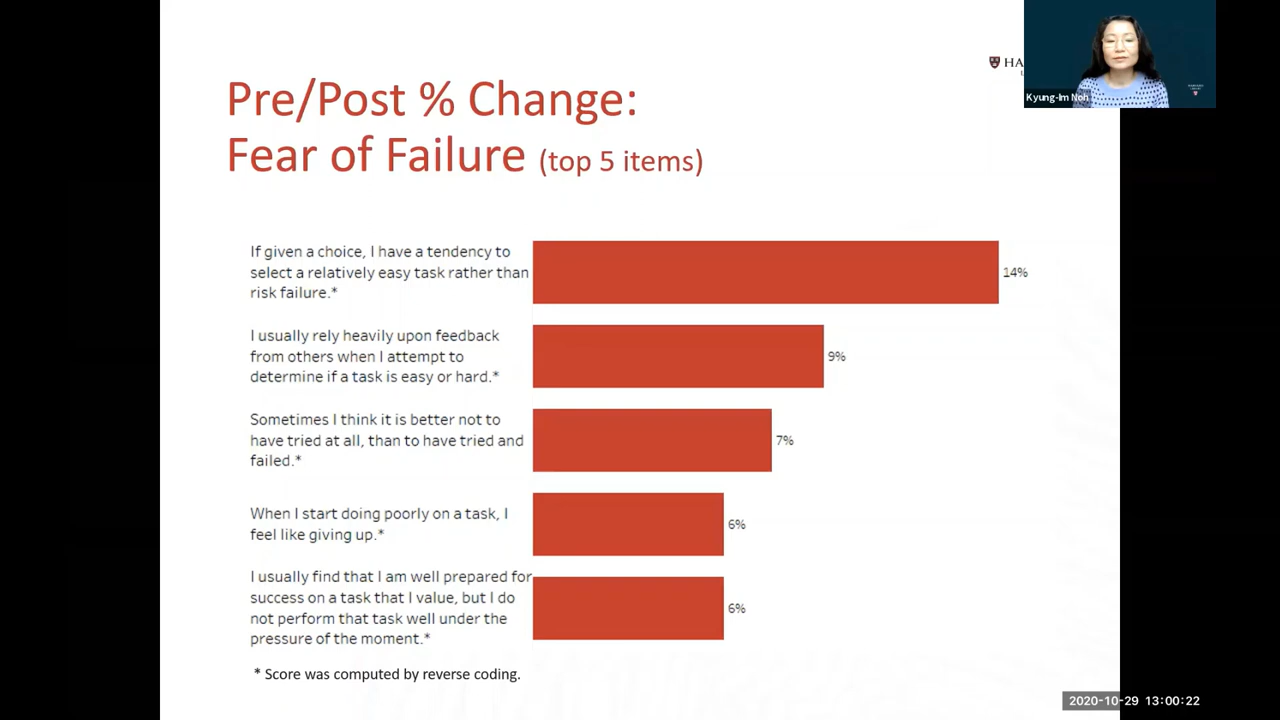 Pre/Post % Change:
Fear of Failure (top 5 items)
HA
Kyung-Im Noh
If given a choice, I have a tendency to
select a relatively easy task rather than
risk failure.*
14%
I usually rely heavily upon feedback
from others when I attempt to
determine if a task is easy or hard.*
9%
Sometimes I think it is better not to
have tried at all, than to have tried and
failed.*
7%
When I start doing poorly on a task, I
feel like giving up.*
6%
I usually find that I am well prepared for
success on a task that I value, but I do
not perform that task well under the
pressure of the moment.*
6%
* Score was computed by reverse coding.
2020-10-29 13:00:22